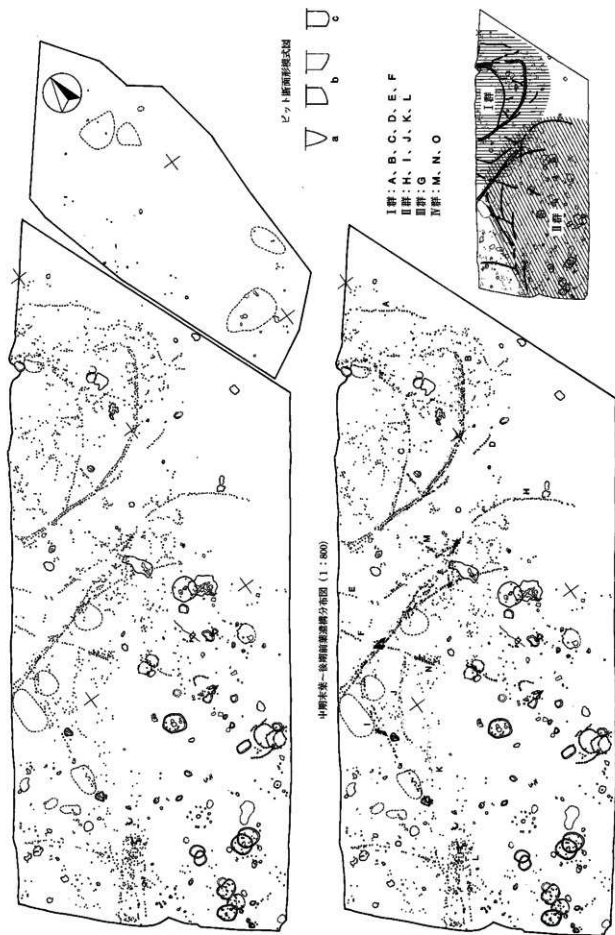 ピット断面形模式図
a
b
c
Ⅰ群：A、B、C、D、E、F
Ⅱ群：H、I、J、K、L
Ⅲ群：G
Ⅳ群：M、N、O
Ⅰ群
Ⅱ群
中期末葉～後期前葉遺構分布図（1：800）
A
B
C
D
E
F
H
I
J
K
L
M
N
O